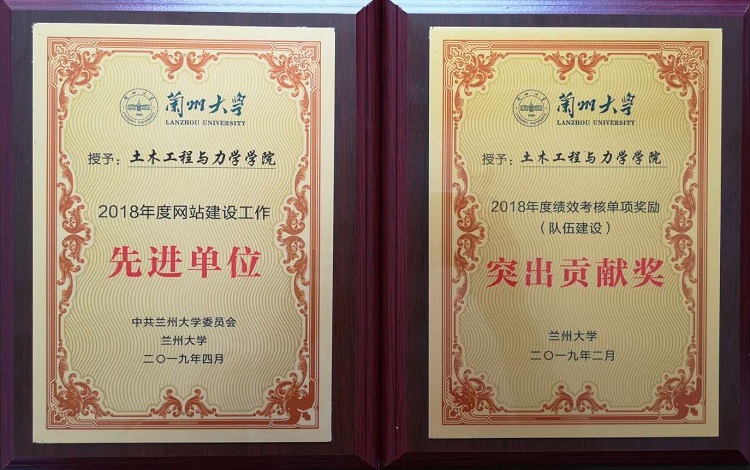 兰州大学
LANZHOU UNIVERSITY
授予：土木工程与力学学院
2018年度网站建设工作
先进单位
中共兰州大学委员会
兰州大学
二〇一九年四月
兰州大学
LANZHOU UNIVERSITY
授予：土木工程与力学学院
2018年度绩效考核单项奖励
（队伍建设）
突出贡献奖
兰州大学
二〇一九年二月